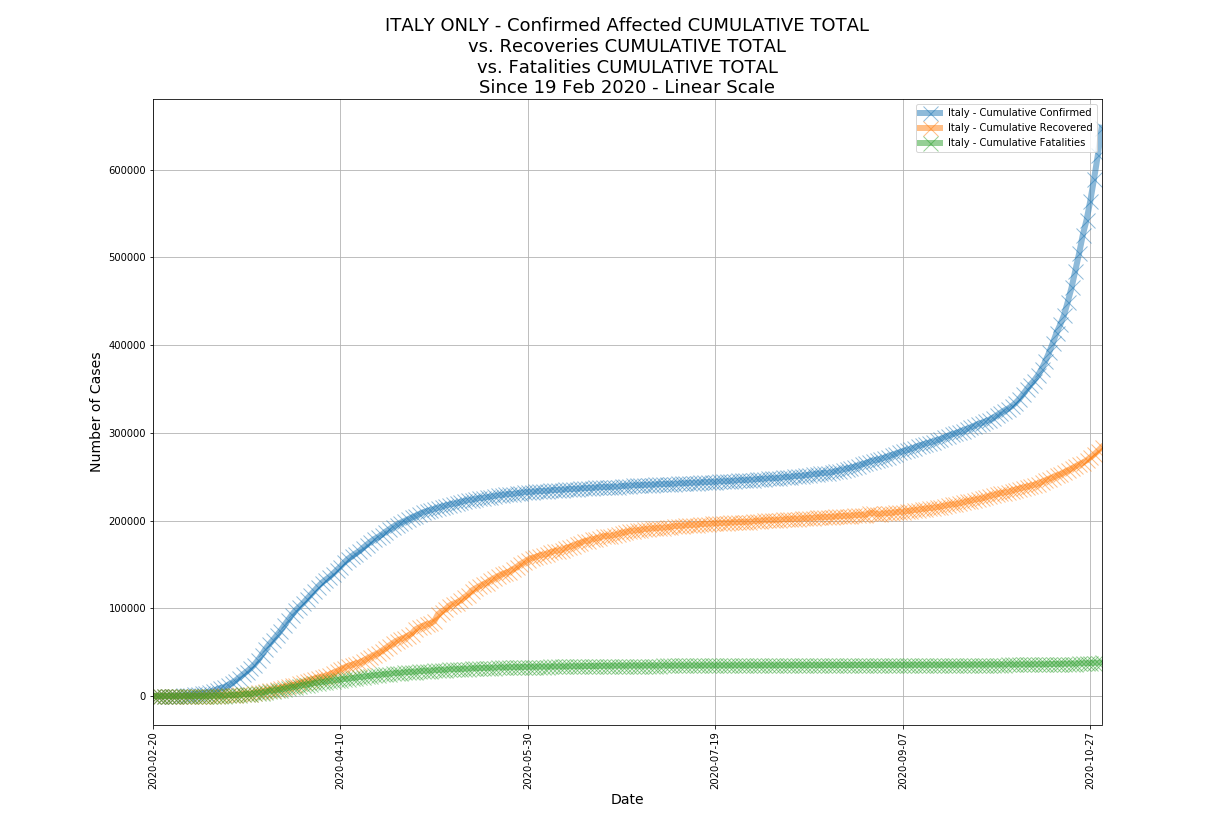 ITALY ONLY - Confirmed Affected CUMULATIVE TOTAL
vs. Recoveries CUMULATIVE TOTAL
vs. Fatalities CUMULATIVE TOTAL
Since 19 Feb 2020 - Linear Scale
Italy - Cumulative Confirmed
Italy - Cumulative Recovered
Italy - Cumulative Fatalities
Number of Cases
600000
500000
400000
300000
200000
100000
0
2020-02-20
2020-04-10
2020-05-30
2020-07-19
2020-09-07
2020-10-27
Date